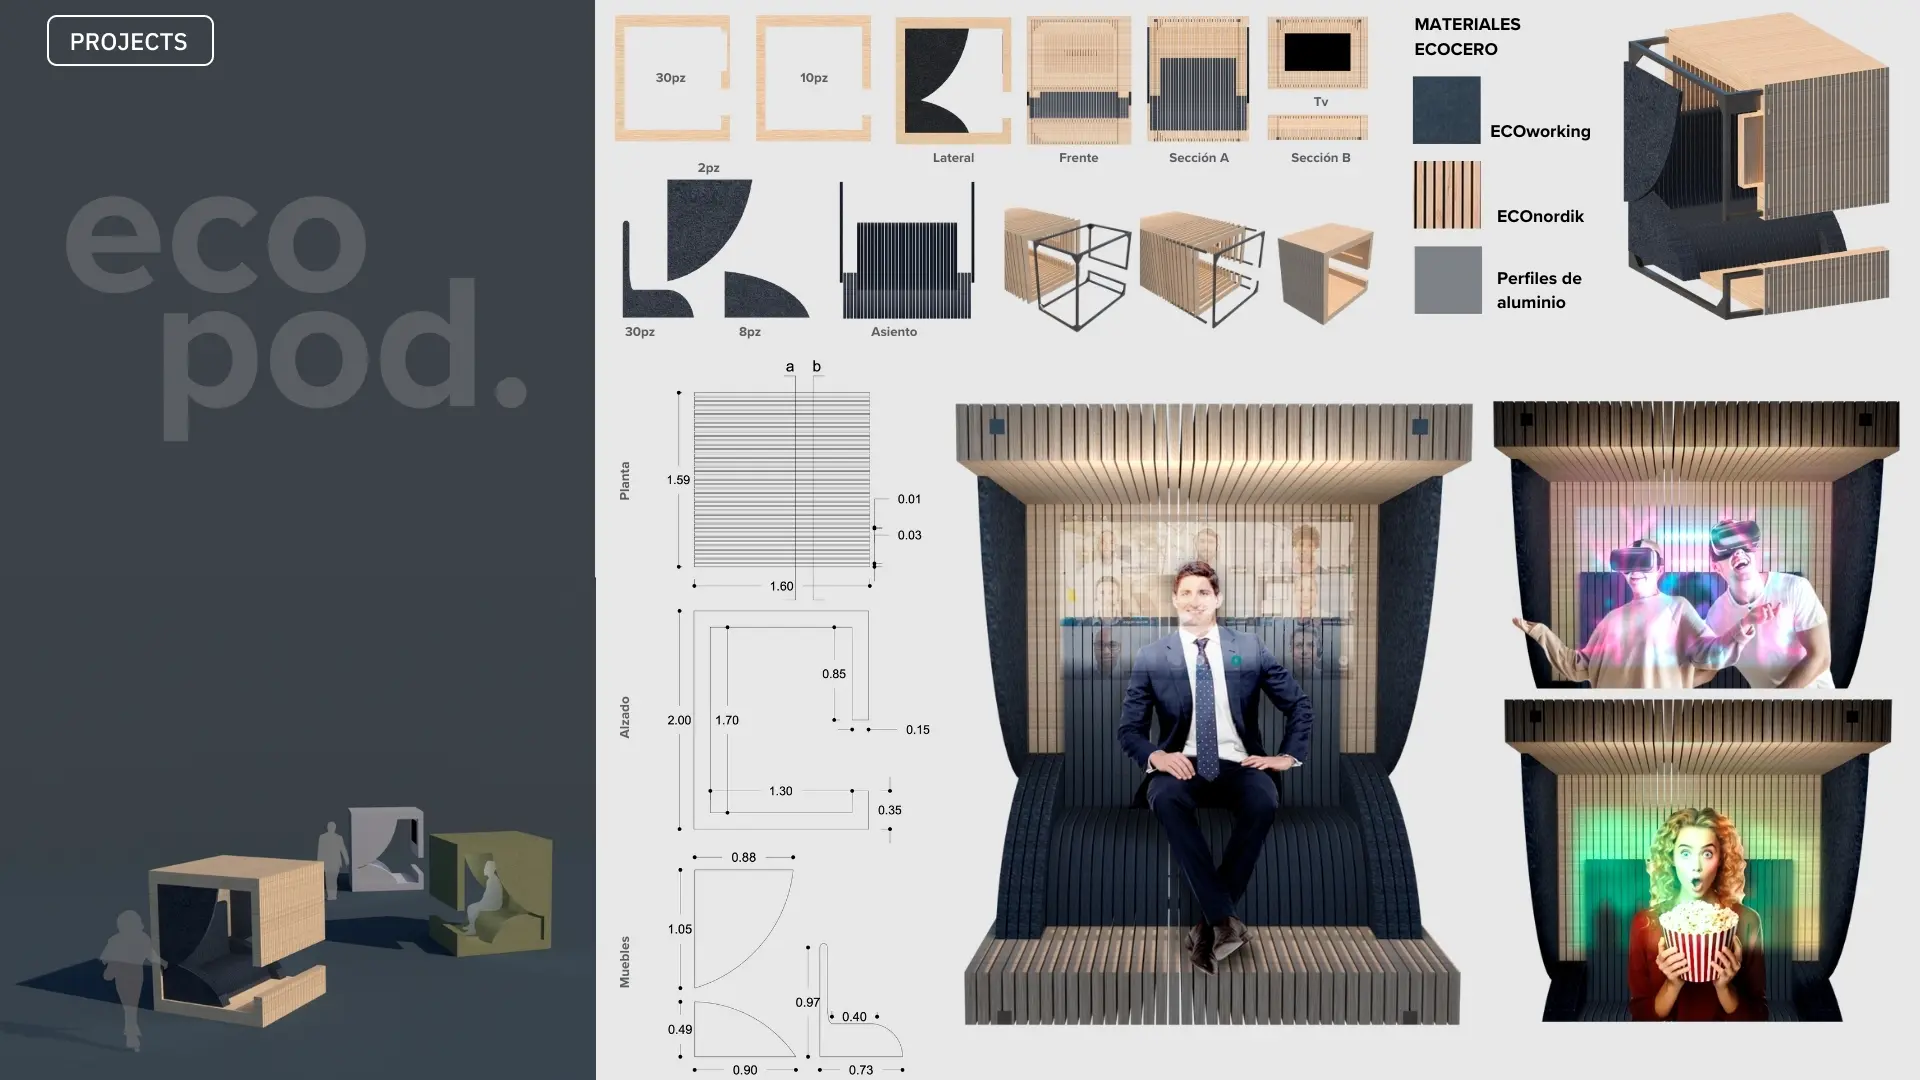 PROJECTS
eco
pod.
30pz
10pz
Lateral
Frente
Sección A
Tv
Sección B
2pz
30pz
8pz
Asiento
MATERIALES
ECOCERO
ECOworking
ECOnordik
Perfiles de
aluminio
a
b
Planta
1.59
0.01
0.03
1.60
Alzado
2.00
1.70
0.85
0.15
1.30
0.35
Muebles
0.88
1.05
0.49
0.90
0.97
0.40
0.73